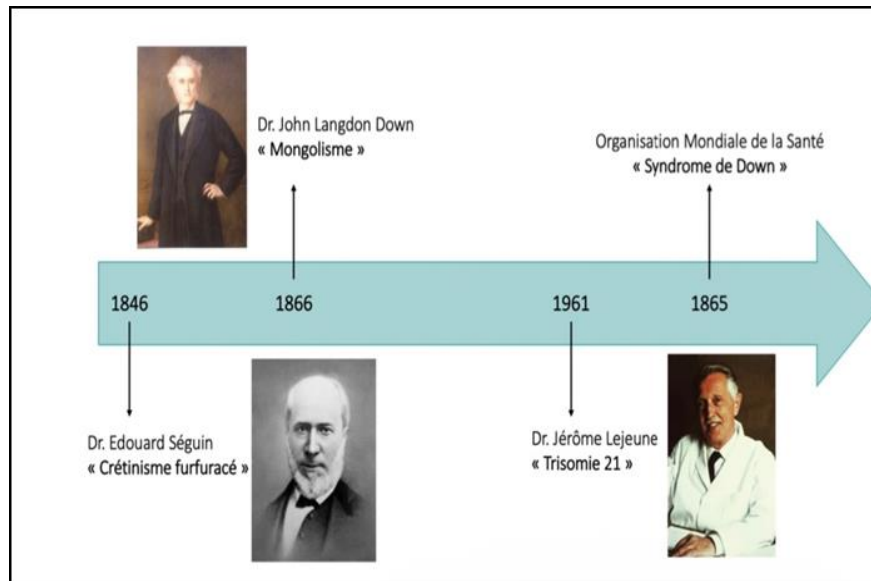 Dr. John Langdon Down
« Mongolisme »
Organisation Mondiale de la Santé
« Syndrome de Down »
1846
1866
1961
1865
Dr. Edouard Séguin
« Crétinisme furfuracé »
Dr. Jérôme Lejeune
« Trisomie 21 »